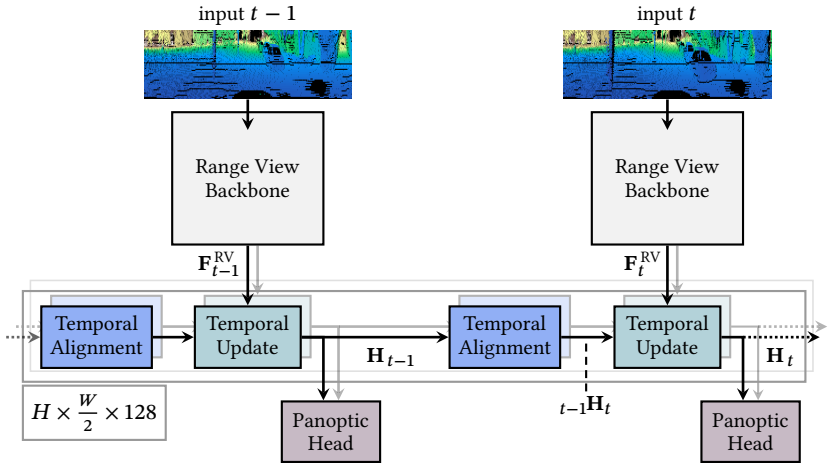 input t − 1
input t
Range View
Backbone
Range View
Backbone
F^RV_{t−1}
F^RV_t
Temporal
Alignment
Temporal
Update
H_{t−1}
Temporal
Alignment
Temporal
Update
H_t
_{t−1}H_t
H × W/2 × 128
Panoptic
Head
Panoptic
Head